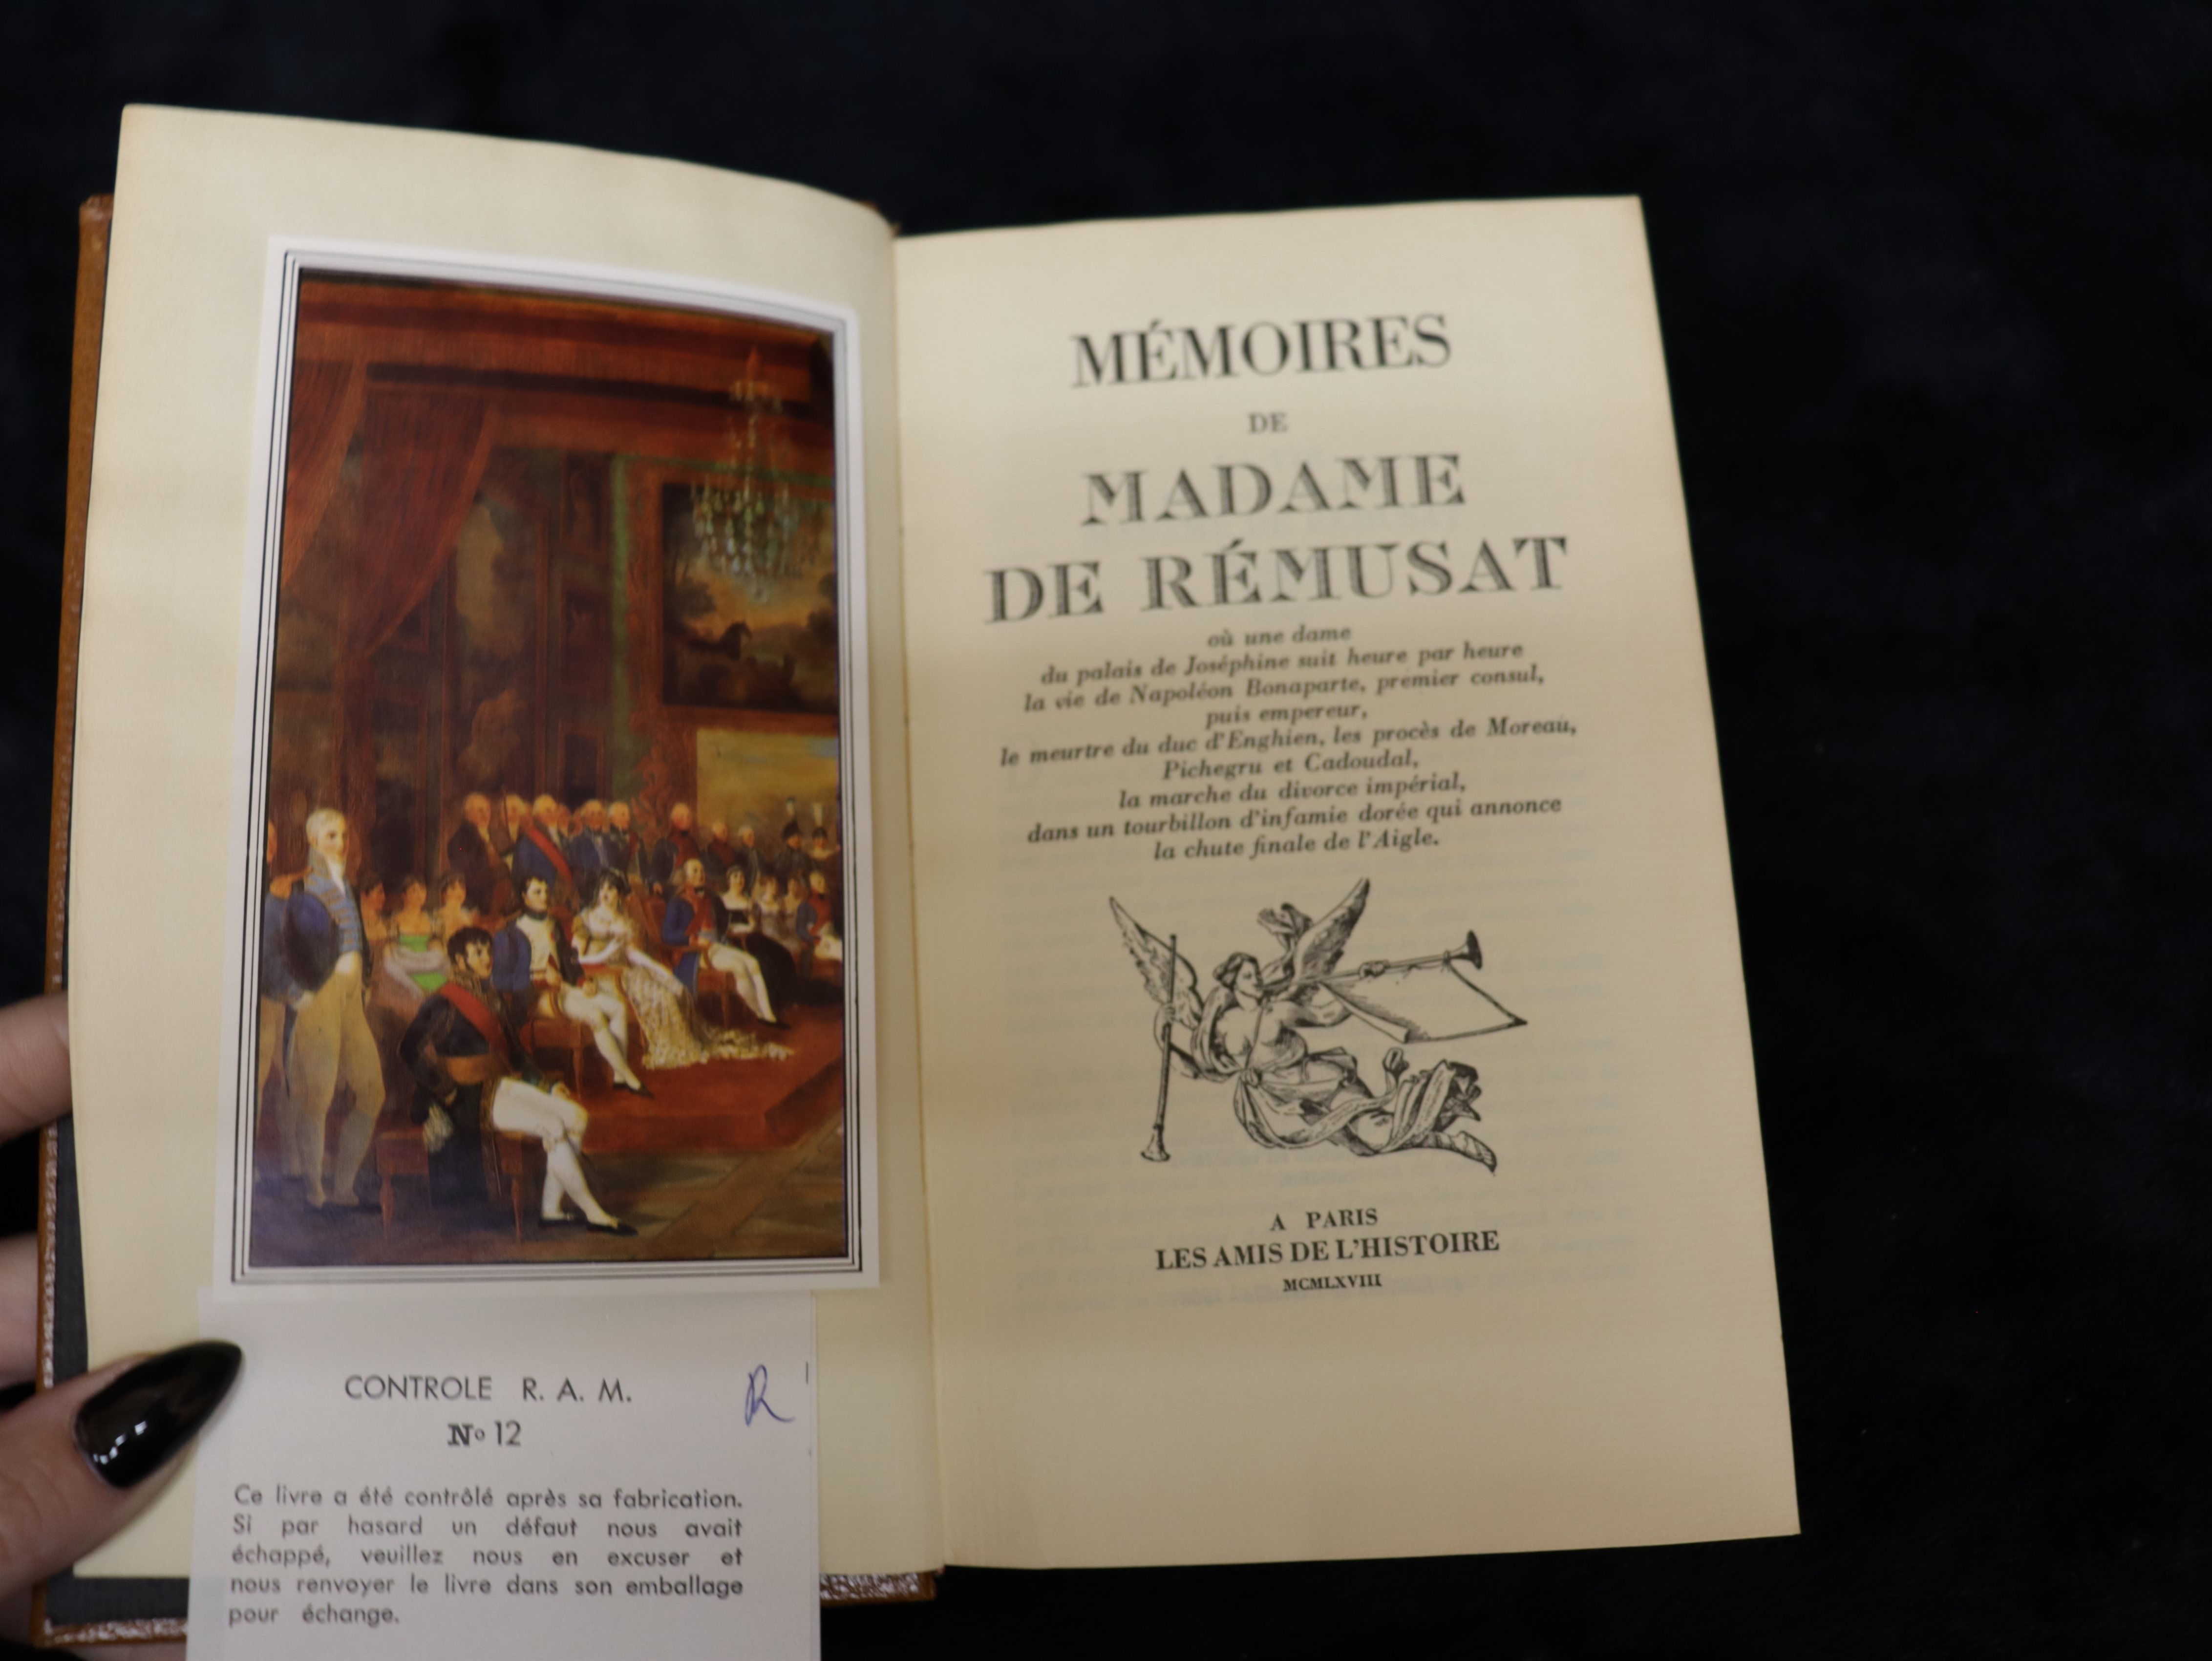 MÉMOIRES
DE
MADAME
DE RÉMUSAT
où une dame
du palais de Joséphine suit heure par heure
la vie de Napoléon Bonaparte, premier consul,
puis empereur,
le meurtre du duc d'Enghien, les procès de Moreau,
Pichegru et Cadoudal,
la marche du divorce impérial,
dans un tourbillon d'infamie dorée qui annonce
la chute finale de l'Aigle.
A PARIS
LES AMIS DE L'HISTOIRE
MCMLXVIII
CONTROLE R. A. M.
R
No 12
Ce livre a été contrôlé après sa fabrication.
Si par hasard un défaut nous avait
échappé, veuillez nous en excuser et
nous renvoyer le livre dans son emballage
pour échange.